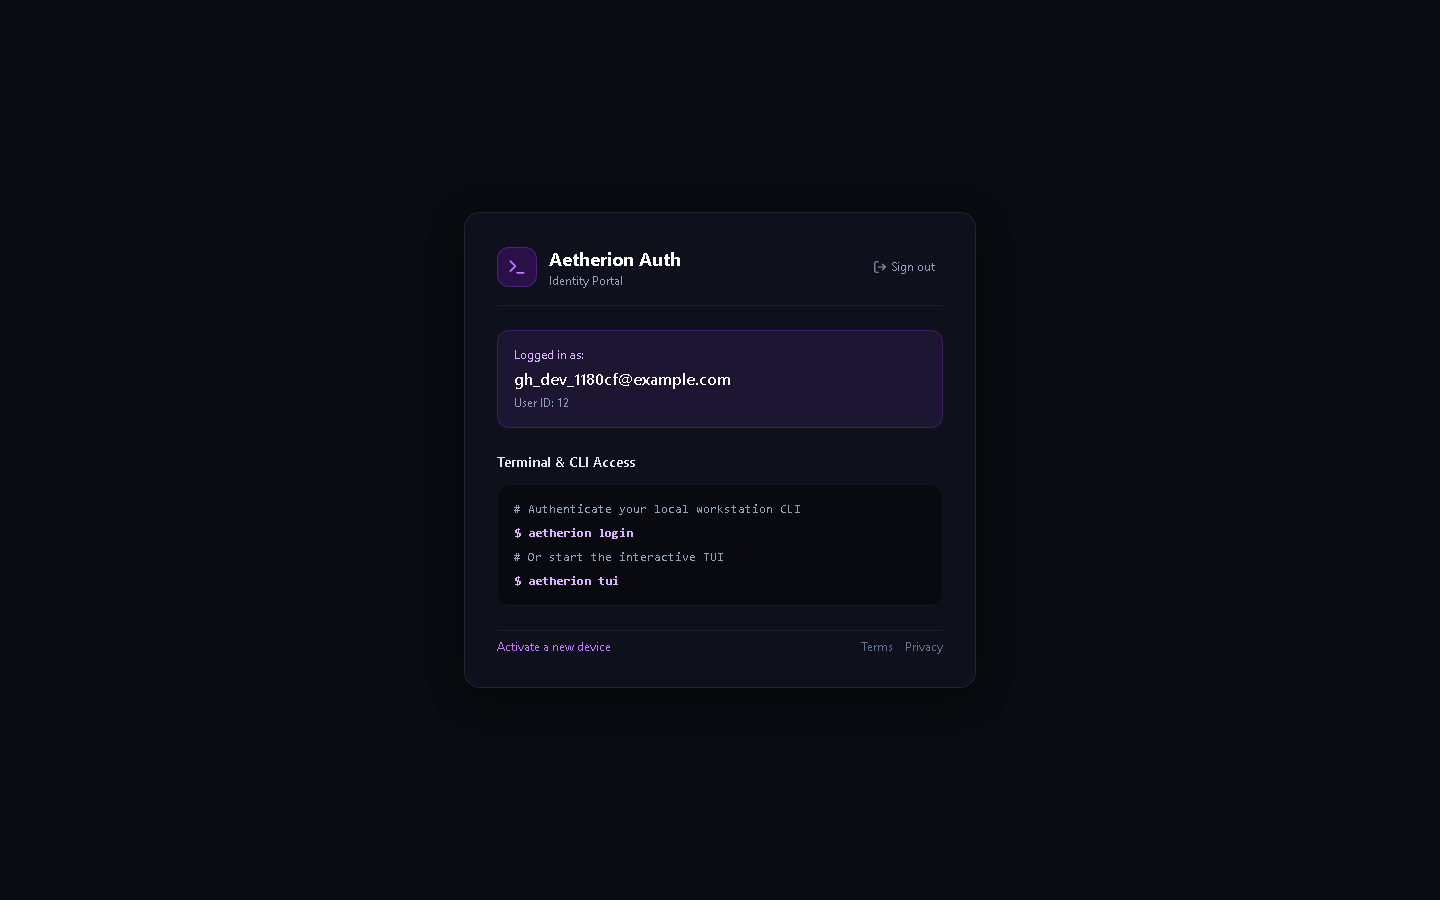 Aetherion Auth
Identity Portal
Sign out
Logged in as:
gh_dev_1180cf@example.com
User ID: 12
Terminal & CLI Access
# Authenticate your local workstation CLI
$ aetherion login
# Or start the interactive TUI
$ aetherion tui
Activate a new device
Terms
Privacy